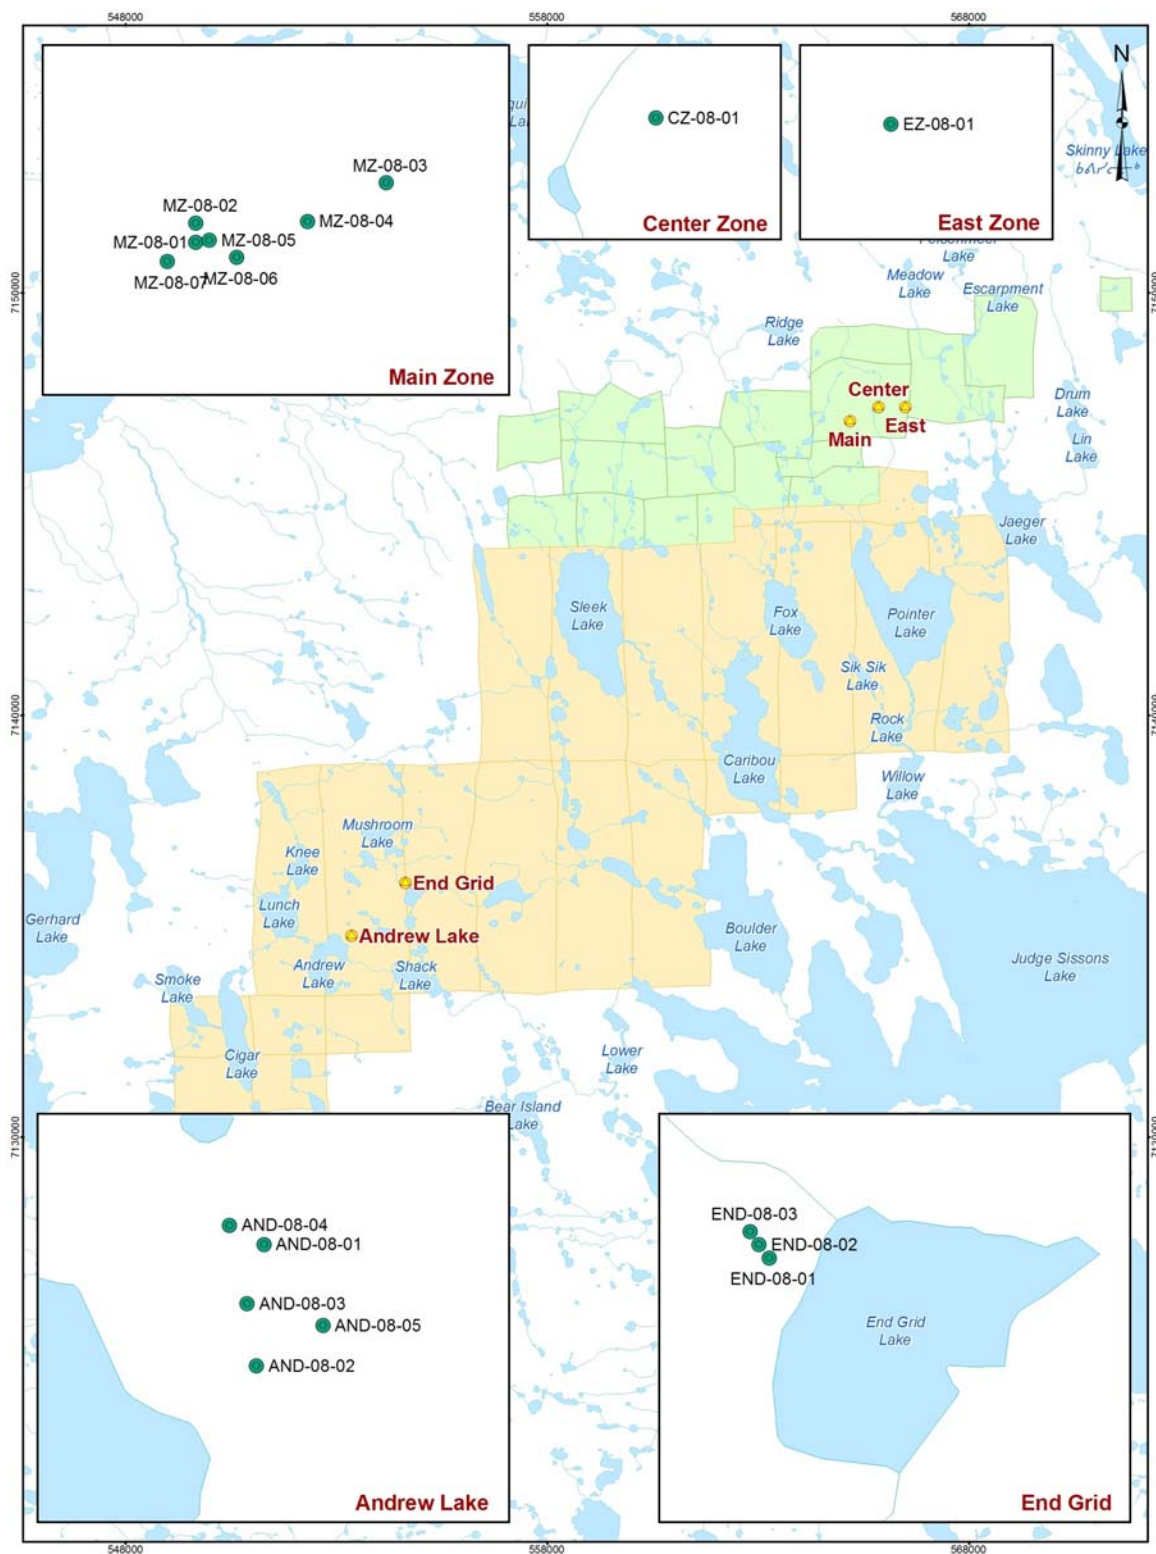 548000
558000
568000
N
Skinny Lake
MZ-08-03
MZ-08-02
MZ-08-04
MZ-08-01
MZ-08-05
MZ-08-07
MZ-08-06
Main Zone
CZ-08-01
Center Zone
EZ-08-01
East Zone
Lake
Meadow
Lake
Escarpment
Lake
7150000
Ridge
Lake
Center
East
Main
Drum
Lake
Lin
Lake
Jaeger
Lake
Sleek
Lake
Fox
Lake
Pointer
Lake
Sik Sik
Lake
Rock
Lake
7140000
7140000
Caribou
Lake
Willow
Lake
Mushroom
Lake
Knee
Lake
End Grid
Lunch
Lake
Gerhard
Lake
Andrew Lake
Boulder
Lake
Andrew
Lake
Shack
Lake
Smoke
Lake
Judge Sissons
Lake
Cigar
Lake
Lower
Lake
Bear Island
Lake
7130000
AND-08-04
AND-08-01
AND-08-03
AND-08-05
AND-08-02
Andrew Lake
END-08-03
END-08-02
END-08-01
End Grid
Lake
End Grid
548000
558000
568000